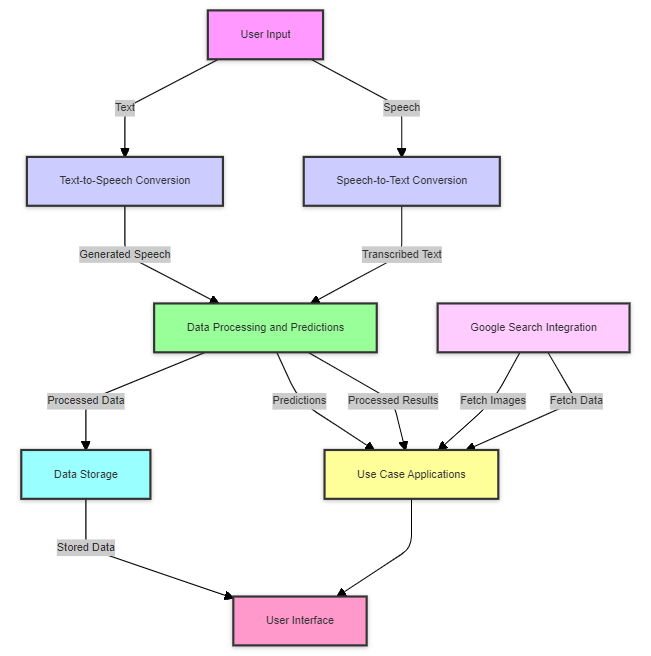 User Input
Text
Speech
Text-to-Speech Conversion
Speech-to-Text Conversion
Generated Speech
Transcribed Text
Data Processing and Predictions
Google Search Integration
Processed Data
Predictions
Processed Results
Fetch Images
Fetch Data
Data Storage
Use Case Applications
Stored Data
User Interface